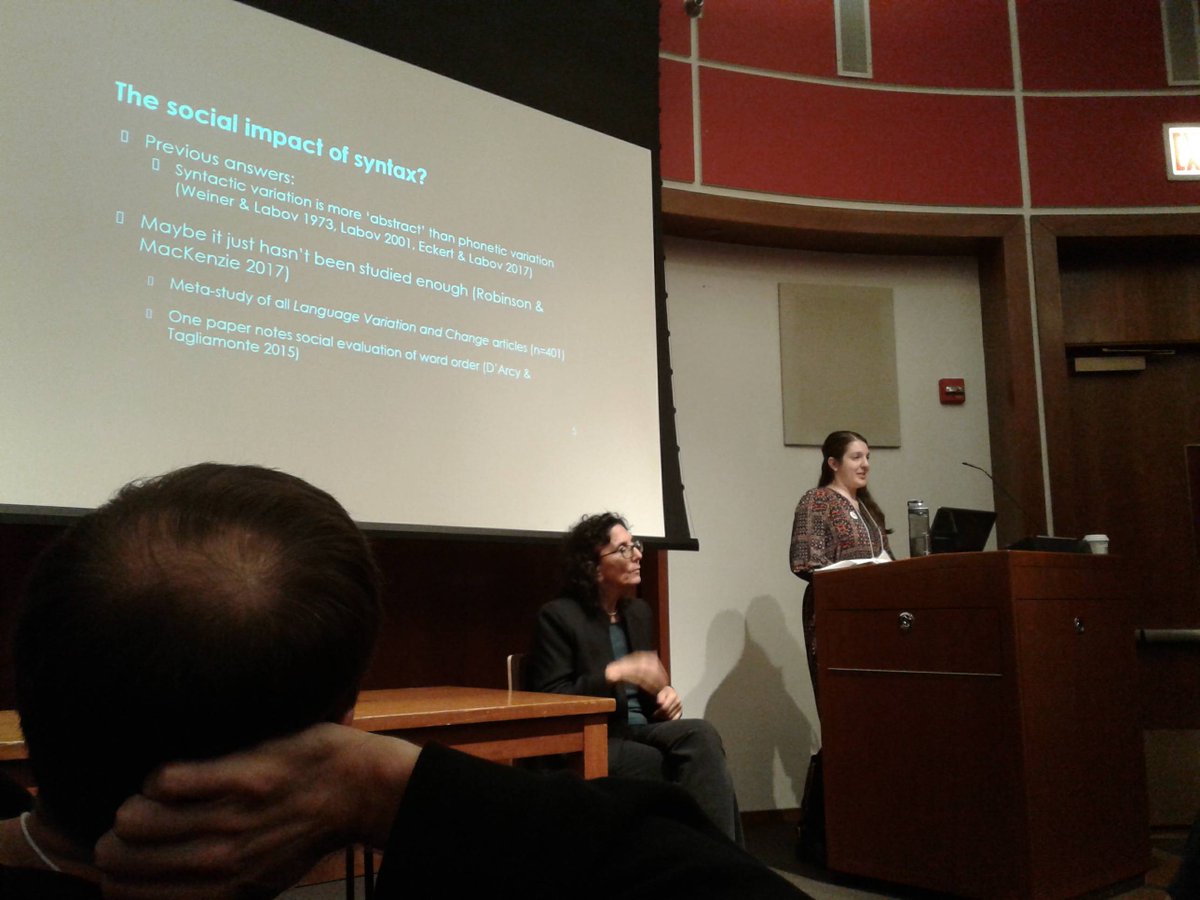 The social impact of syntax?
Previous answers:
Syntactic variation is more ‘abstract’ than phonetic variation
(Weiner & Labov 1973, Labov 2001, Eckert & Labov 2017)
Maybe it just hasn’t been studied enough (Robinson &
MacKenzie 2017)
Meta-study of all Language Variation and Change articles (n=401)
One paper notes social evaluation of word order (D’Arcy &
Tagliamonte 2015)
5
EX